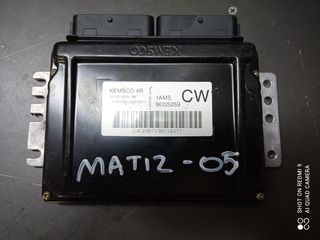 KEMSCO
KEMSCO 4R
1AMS
96325259
CW
MATIZ-05
SHOT ON REDMI 9
AI QUAD CAMERA